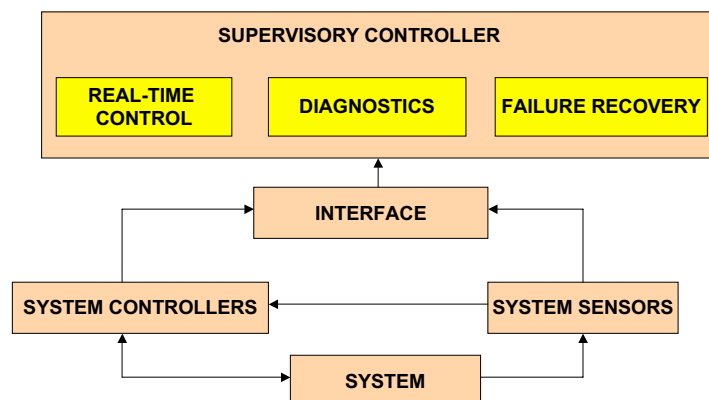 SUPERVISORY CONTROLLER
REAL-TIME
CONTROL
DIAGNOSTICS
FAILURE RECOVERY
INTERFACE
SYSTEM CONTROLLERS
SYSTEM SENSORS
SYSTEM